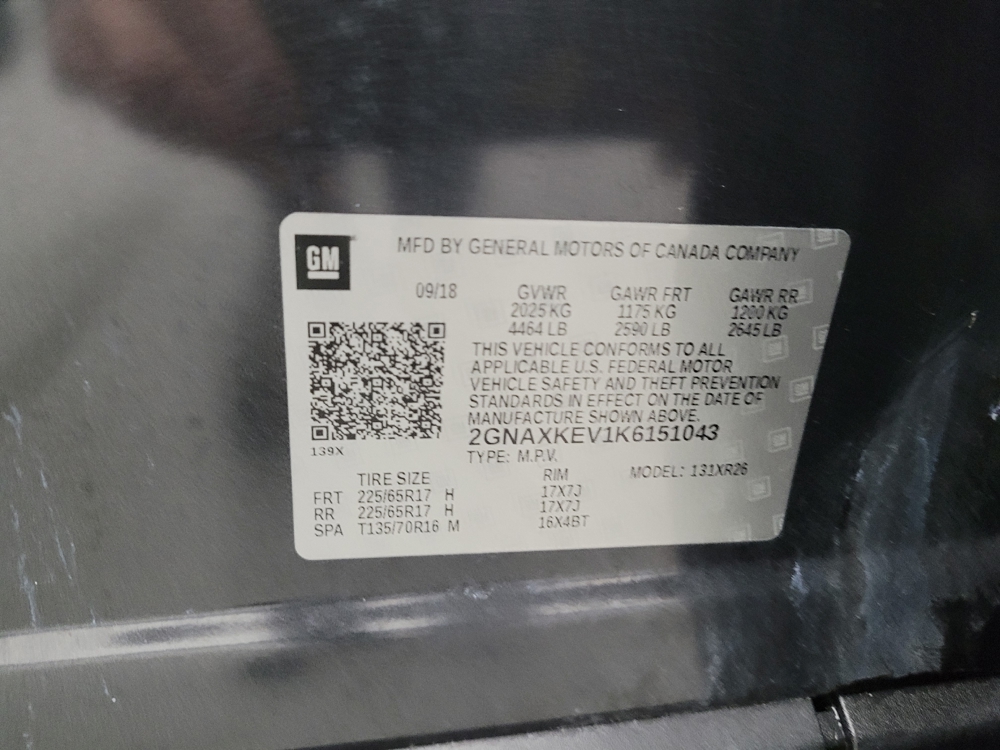 GM
MFD BY GENERAL MOTORS OF CANADA COMPANY
09/18 GVWR GAWR FRT GAWR RR
2025 KG 1175 KG 1200 KG
4464 LB 2590 LB 2645 LB
THIS VEHICLE CONFORMS TO ALL
APPLICABLE U.S. FEDERAL MOTOR
VEHICLE SAFETY AND THEFT PREVENTION
STANDARDS IN EFFECT ON THE DATE OF
MANUFACTURE SHOWN ABOVE.
2GNAXKEV1K6151043
139X
TYPE: M.P.V. MODEL: 131XR26
TIRE SIZE RIM
FRT 225/65R17 H 17X7J
RR 225/65R17 H 17X7J
SPA T135/70R16 M 16X4BT